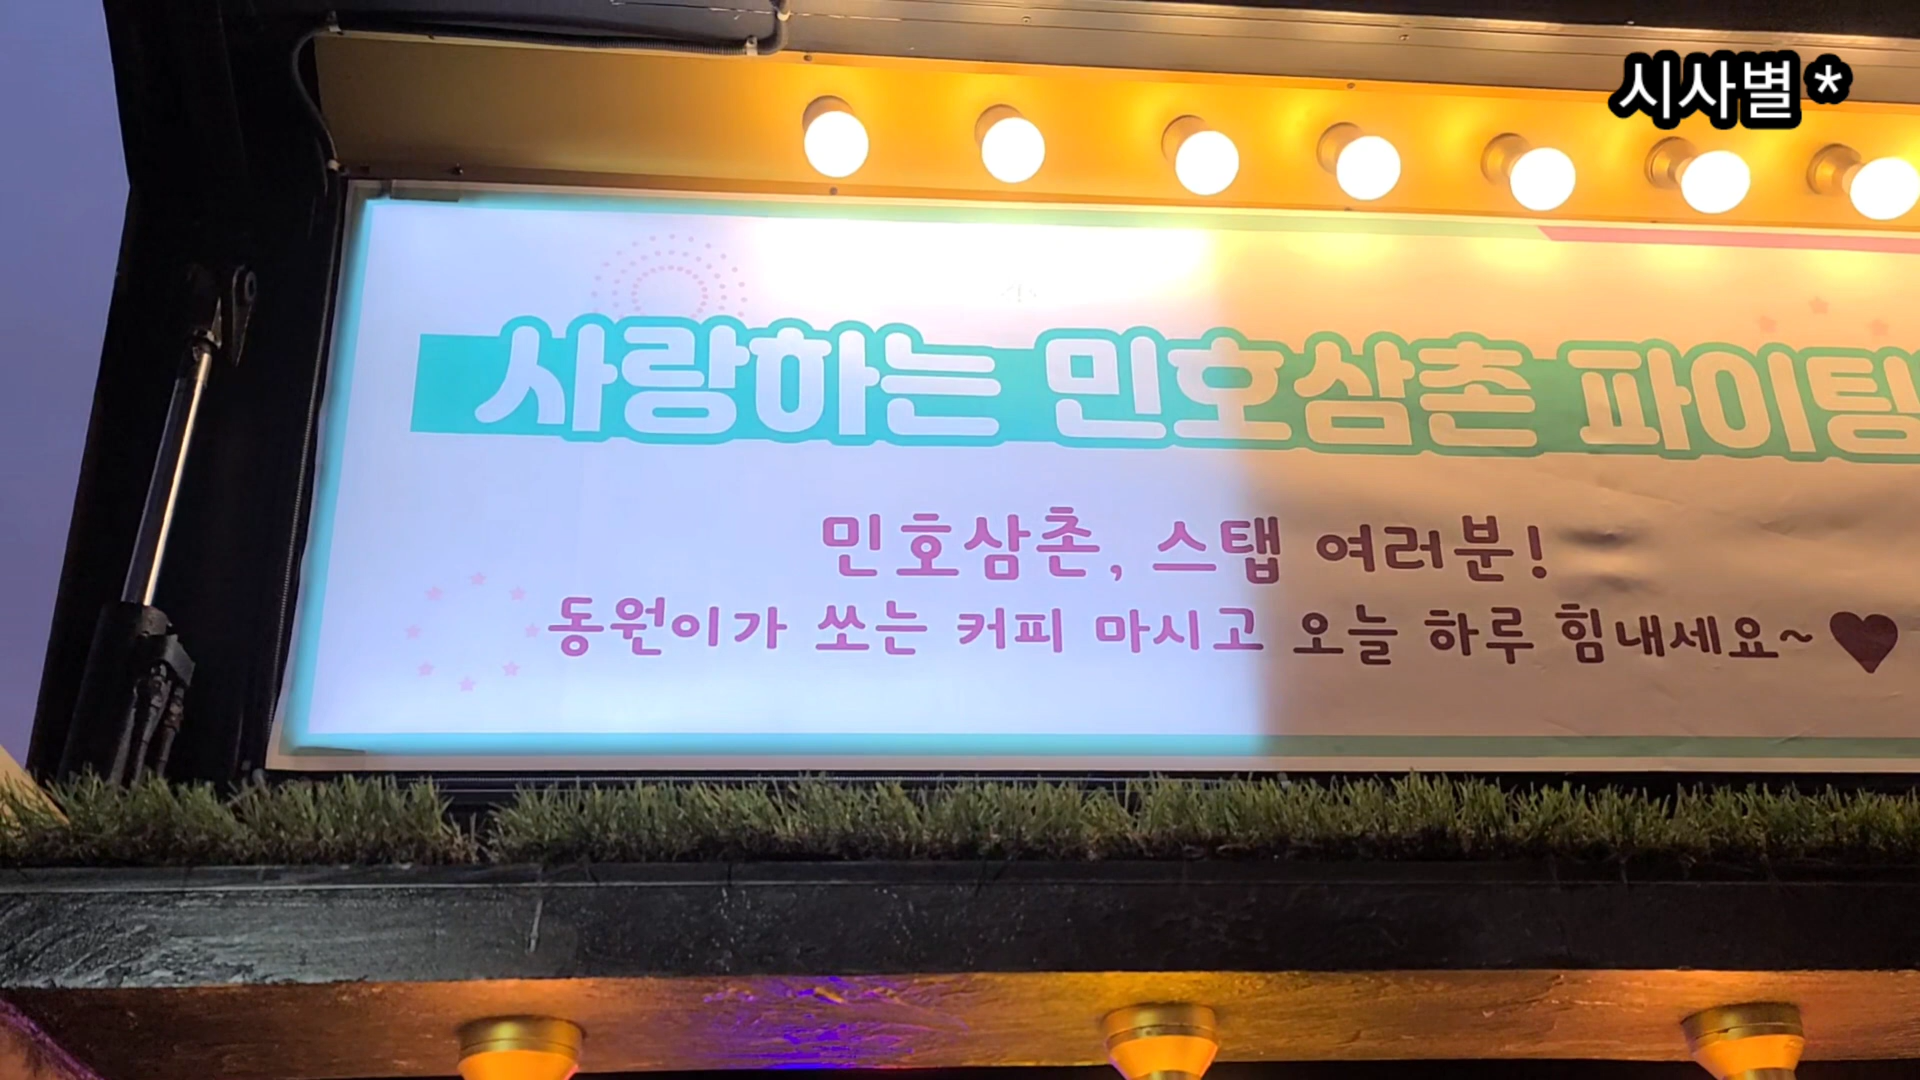 시사별*
사랑하는 민호삼촌 파이팅
민호삼촌, 스탭 여러분!
동원이가 쏘는 커피 마시고 오늘 하루 힘내세요~♥